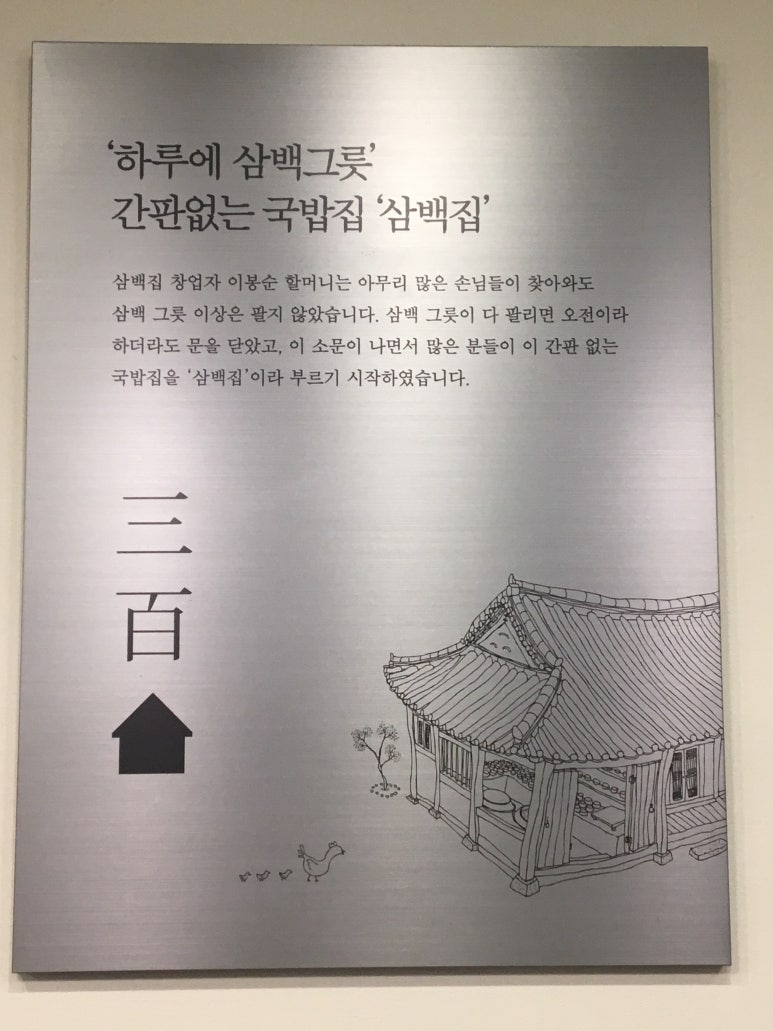 ‘하루에 삼백그릇’
간판없는 국밥집 ‘삼백집’
삼백집 창업자 이봉순 할머니는 아무리 많은 손님들이 찾아와도
삼백 그릇 이상은 팔지 않았습니다. 삼백 그릇이 다 팔리면 오전이라
하더라도 문을 닫았고, 이 소문이 나면서 많은 분들이 이 간판 없는
국밥집을 ‘삼백집’이라 부르기 시작하였습니다.
三
百